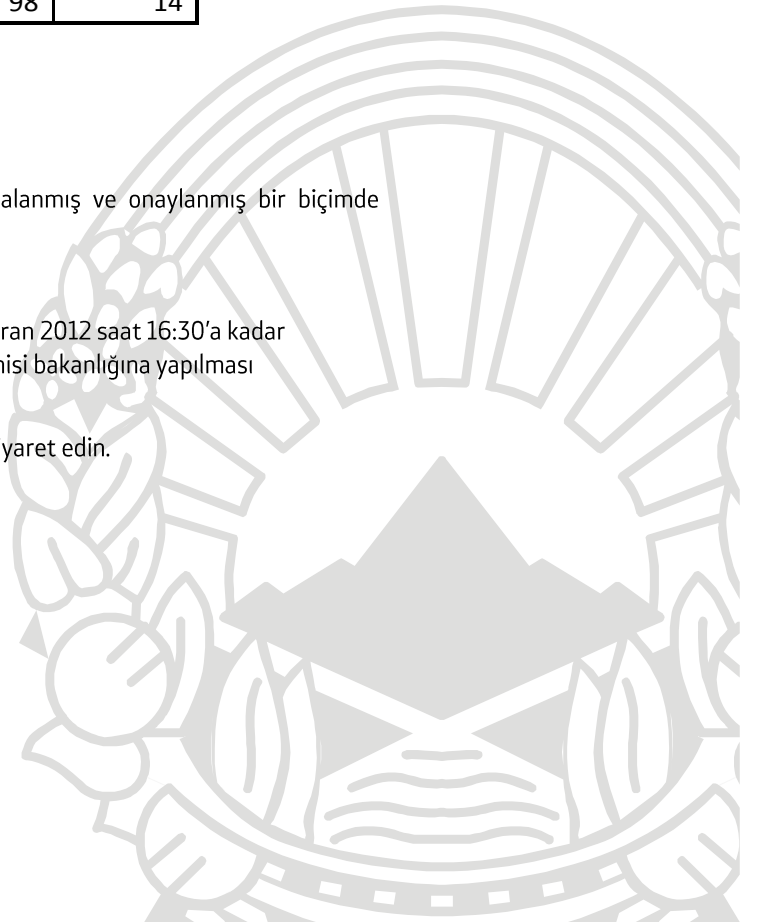 98 14
alanmış ve onaylanmış bir biçimde
ran 2012 saat 16:30’a kadar
nisi bakanlığına yapılması
yaret edin.